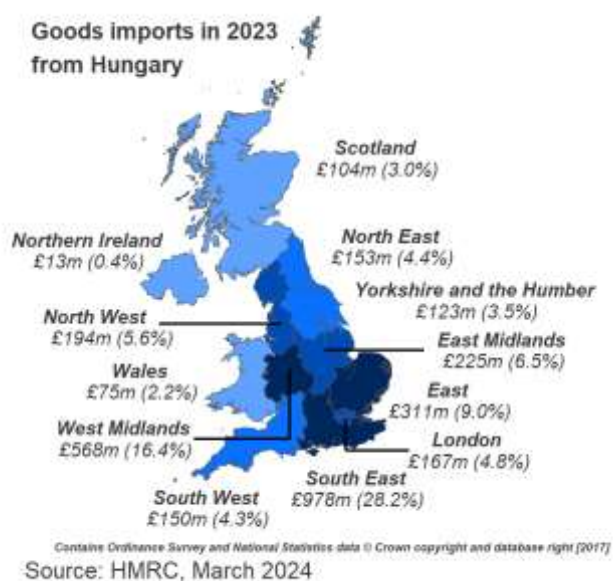 Goods imports in 2023
from Hungary
Scotland
£104m (3.0%)
Northern Ireland
£13m (0.4%)
North East
£153m (4.4%)
Yorkshire and the Humber
£123m (3.5%)
North West
£194m (5.6%)
East Midlands
£225m (6.5%)
Wales
£75m (2.2%)
East
£311m (9.0%)
West Midlands
£568m (16.4%)
London
£167m (4.8%)
South East
£978m (28.2%)
South West
£150m (4.3%)
Contains Ordinance Survey and National Statistics data © Crown copyright and database right [2017]
Source: HMRC, March 2024